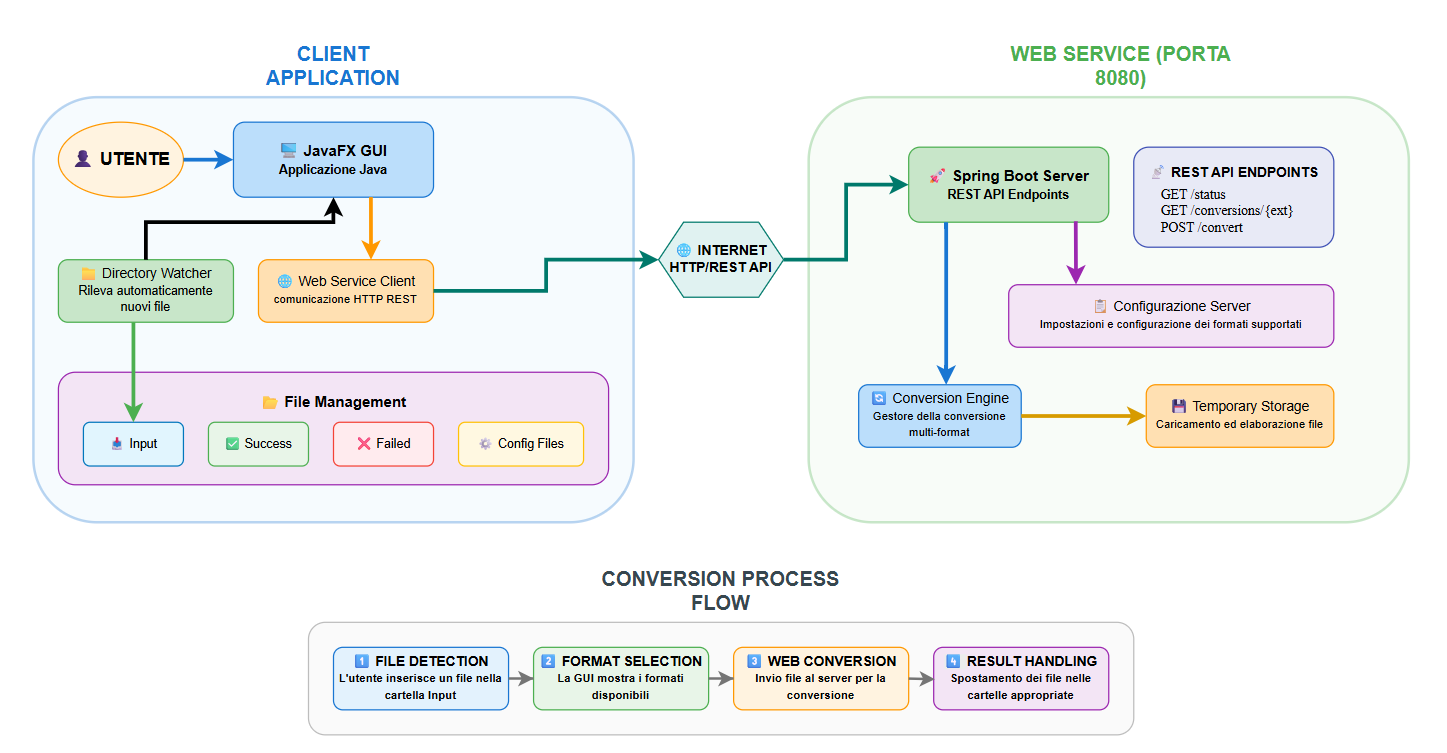 CLIENT
APPLICATION
UTENTE
JavaFX GUI
Applicazione Java
Directory Watcher
Rileva automaticamente
nuovi file
Web Service Client
comunicazione HTTP REST
File Management
Input
Success
Failed
Config Files
INTERNET
HTTP/REST API
WEB SERVICE (PORTA
8080)
Spring Boot Server
REST API Endpoints
REST API ENDPOINTS
GET /status
GET /conversions/{ext}
POST /convert
Configurazione Server
Impostazioni e configurazione dei formati supportati
Conversion Engine
Gestore della conversione
multi-format
Temporary Storage
Caricamento ed elaborazione file
CONVERSION PROCESS
FLOW
1 FILE DETECTION
L'utente inserisce un file nella
cartella Input
2 FORMAT SELECTION
La GUI mostra i formati
disponibili
3 WEB CONVERSION
Invio file al server per la
conversione
4 RESULT HANDLING
Spostamento dei file nelle
cartelle appropriate